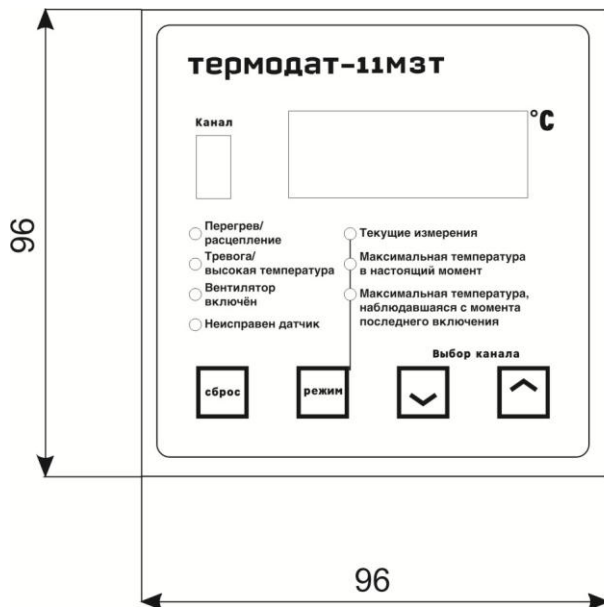 термодат-11М3Т
Канал
°C
Перегрев/
расцепление
Тревога/
высокая температура
Вентилятор
включён
Неисправен датчик
Текущие измерения
Максимальная температура
в настоящий момент
Максимальная температура,
наблюдавшаяся с момента
последнего включения
Выбор канала
сброс
режим
96
96